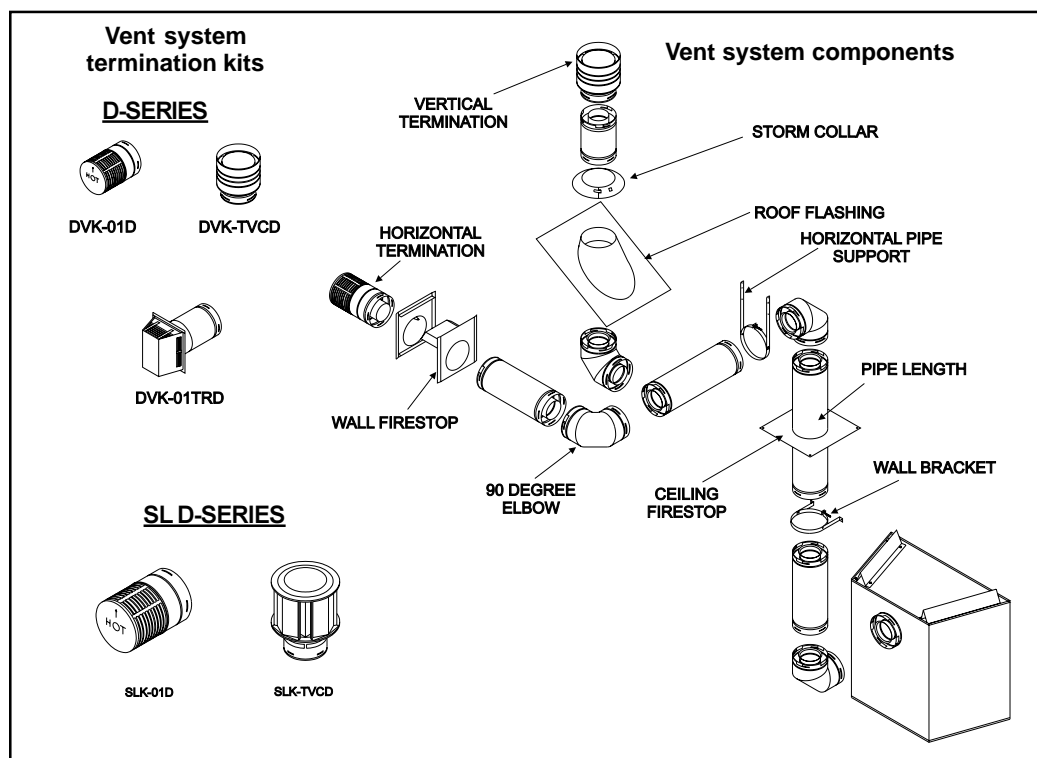 Vent system
termination kits
D-SERIES
HOT
DVK-01D
DVK-TVCD
DVK-01TRD
SL D-SERIES
HOT
SLK-01D
SLK-TVCD
Vent system components
VERTICAL
TERMINATION
STORM COLLAR
ROOF FLASHING
HORIZONTAL
TERMINATION
HORIZONTAL PIPE
SUPPORT
PIPE LENGTH
WALL FIRESTOP
90 DEGREE
ELBOW
CEILING
FIRESTOP
WALL BRACKET